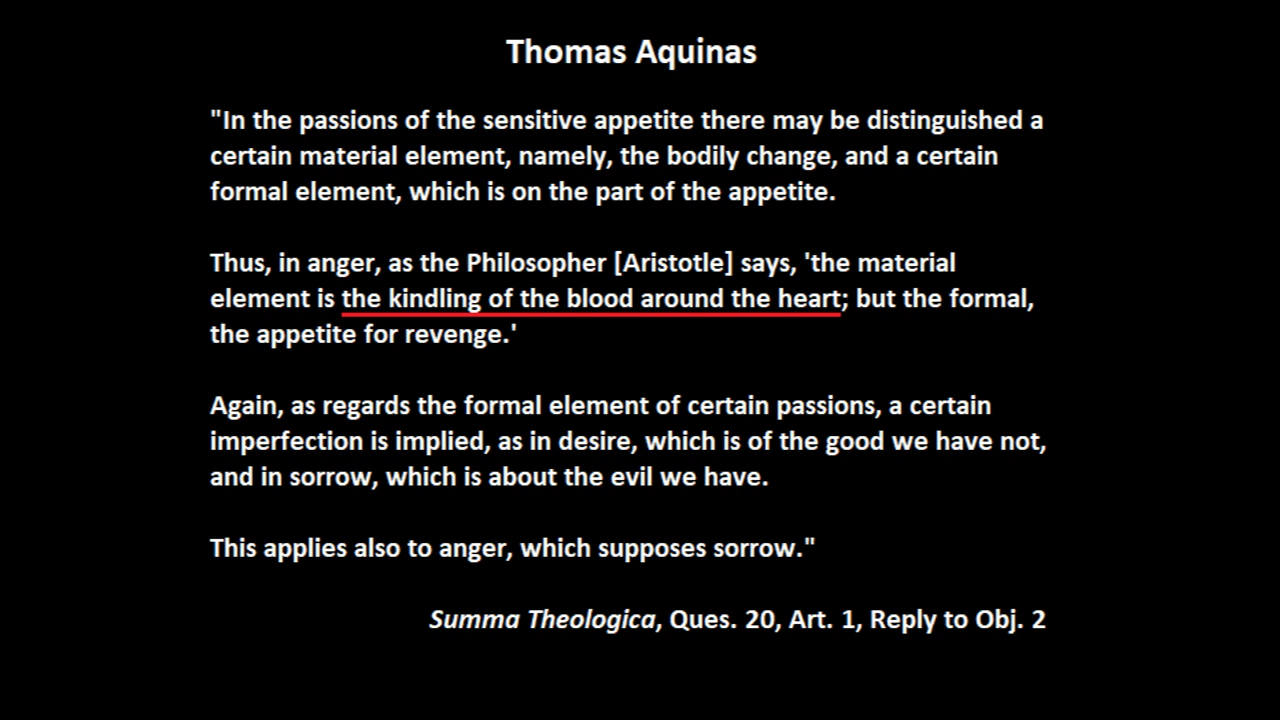 Thomas Aquinas
"In the passions of the sensitive appetite there may be distinguished a
certain material element, namely, the bodily change, and a certain
formal element, which is on the part of the appetite.
Thus, in anger, as the Philosopher [Aristotle] says, 'the material
element is the kindling of the blood around the heart; but the formal,
the appetite for revenge.'
Again, as regards the formal element of certain passions, a certain
imperfection is implied, as in desire, which is of the good we have not,
and in sorrow, which is about the evil we have.
This applies also to anger, which supposes sorrow."
Summa Theologica, Ques. 20, Art. 1, Reply to Obj. 2